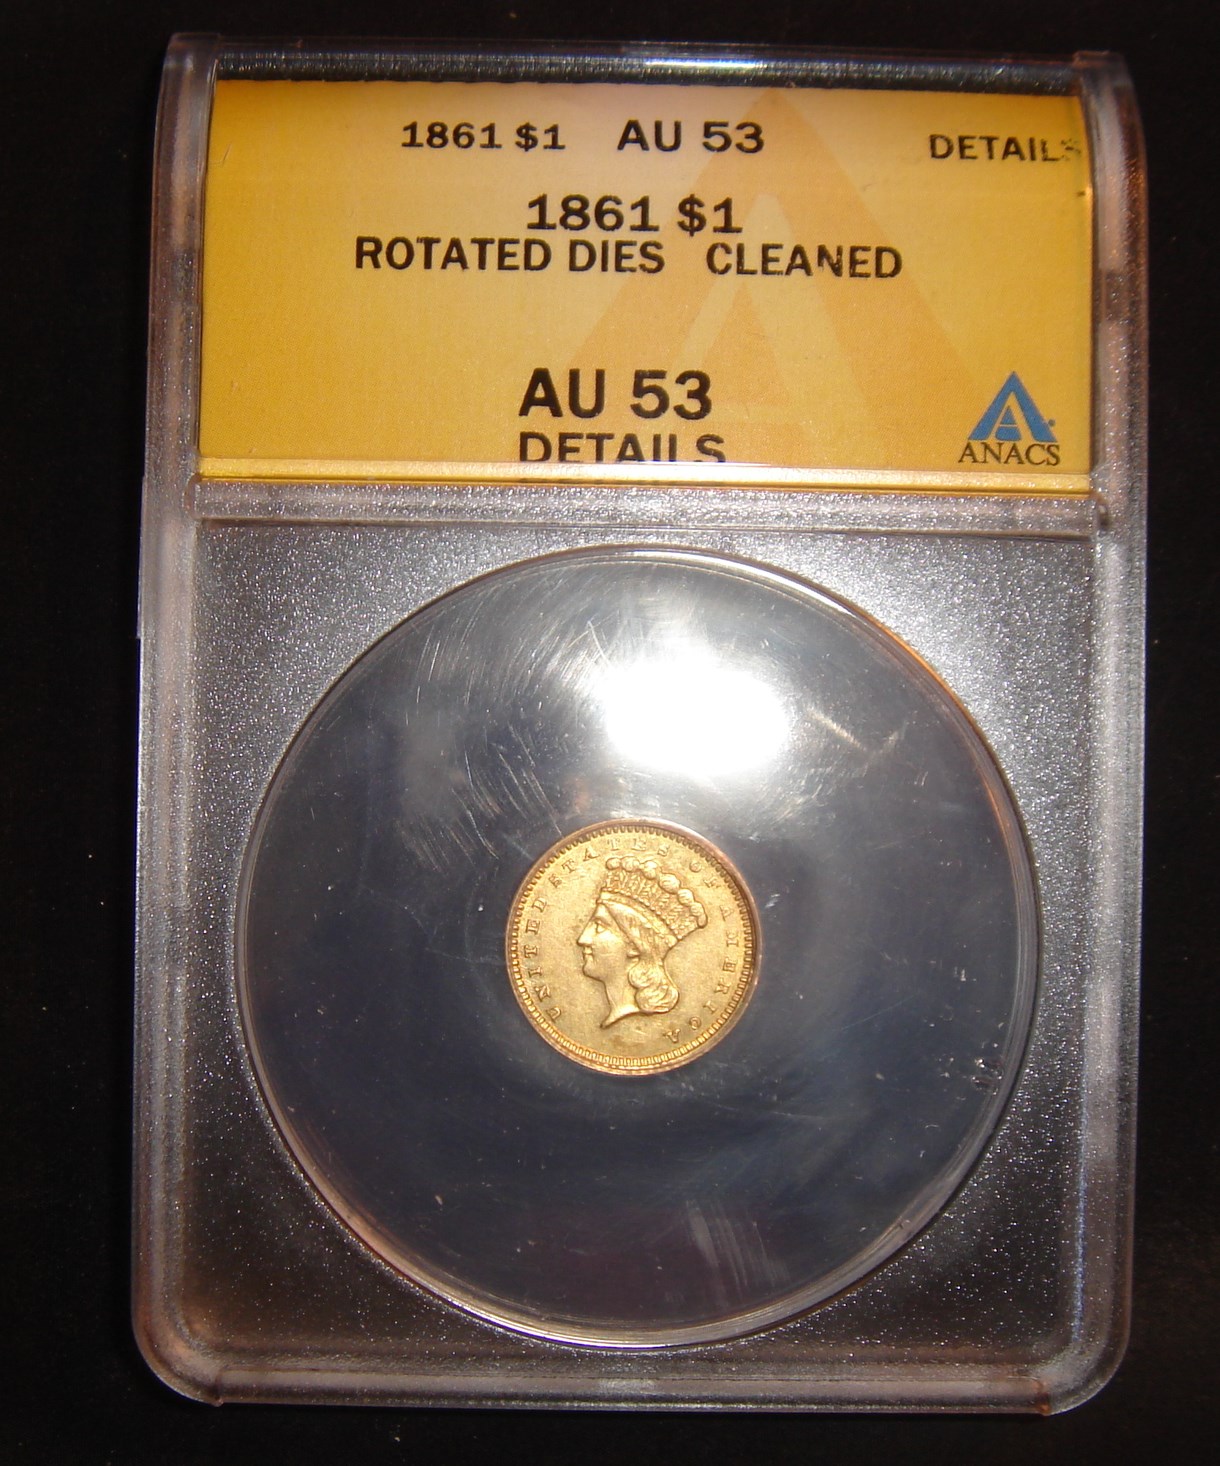 1861 $1 AU 53 DETAILS
1861 $1
ROTATED DIES CLEANED
AU 53
DETAILS
ANACS
UNITED STATES OF AMERICA